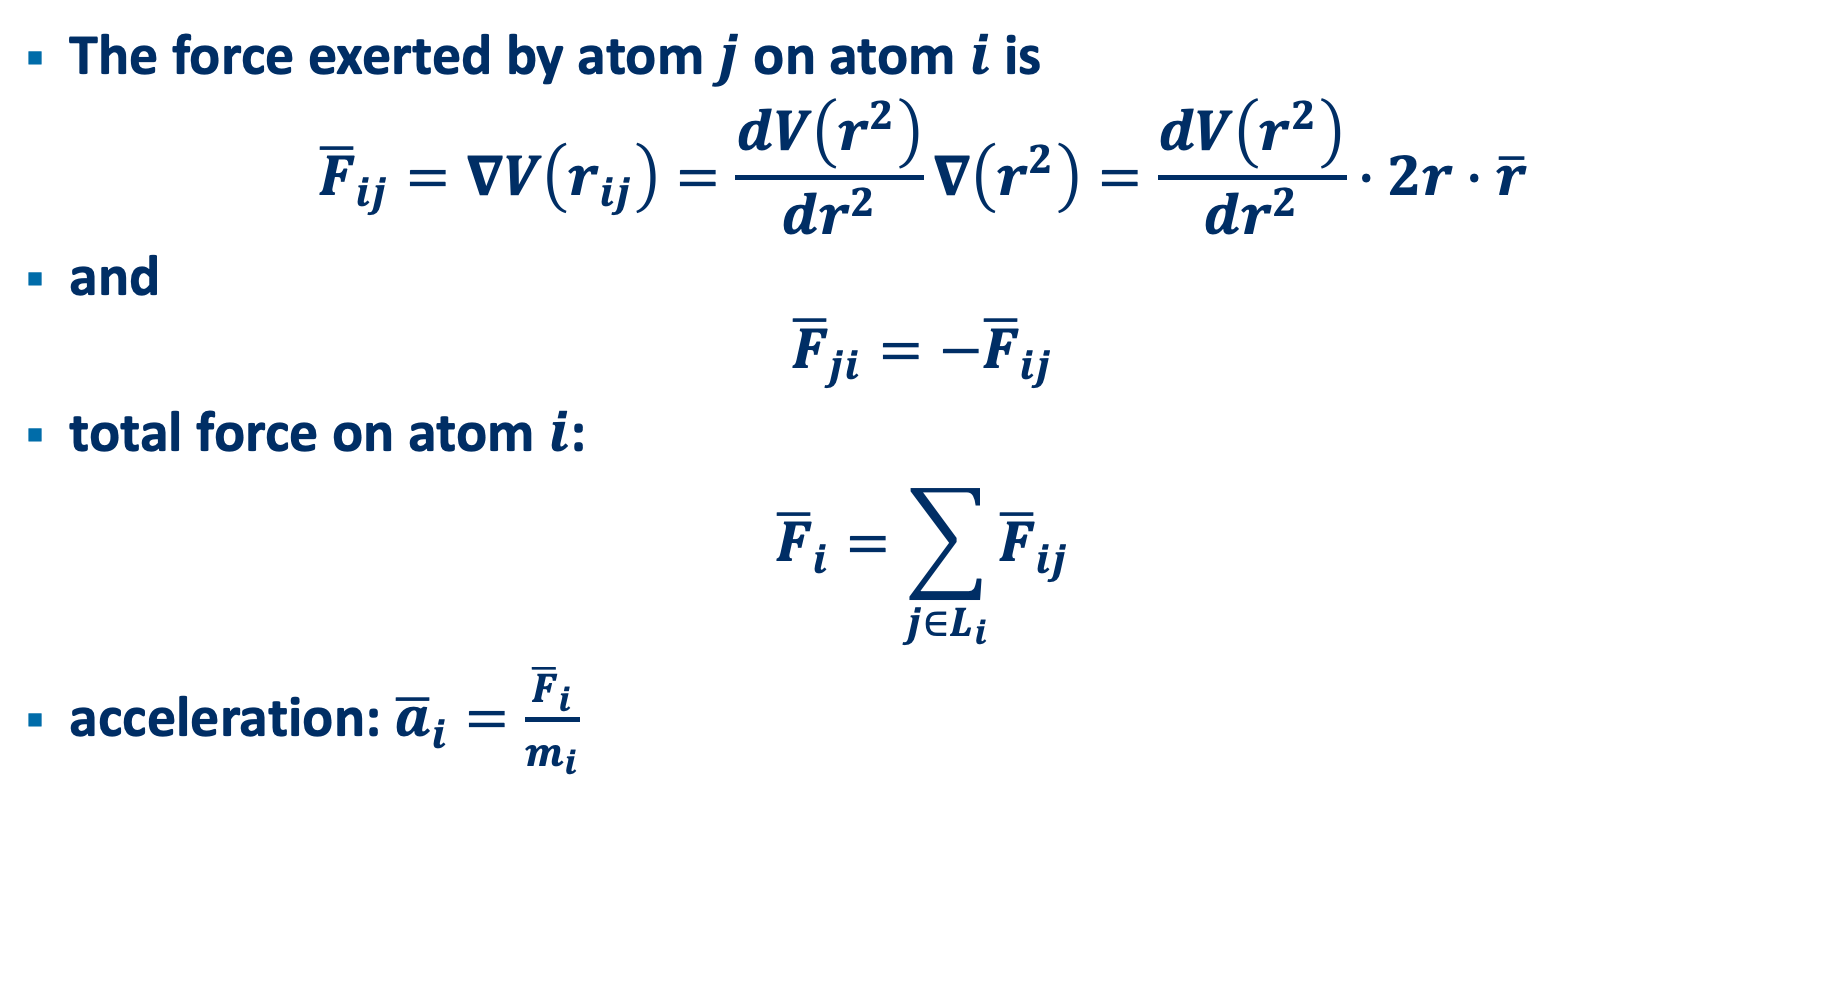 ▪ The force exerted by atom j on atom i is
F̅ᵢⱼ = ∇V(rᵢⱼ) = dV(r²)/dr² ∇(r²) = dV(r²)/dr² · 2r · r̅
▪ and
F̅ⱼᵢ = −F̅ᵢⱼ
▪ total force on atom i:
F̅ᵢ = ∑_{j∈Lᵢ} F̅ᵢⱼ
▪ acceleration: a̅ᵢ = F̅ᵢ/mᵢ